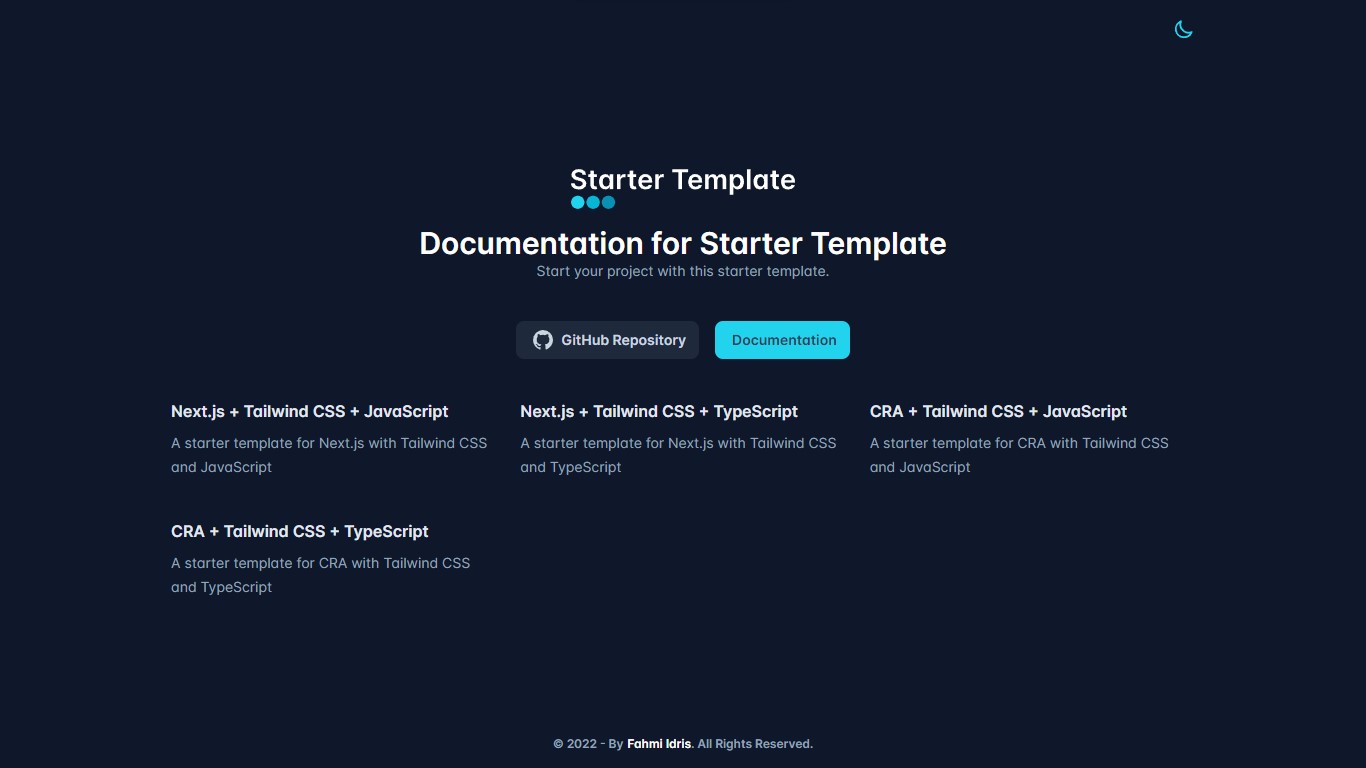 Starter Template
Documentation for Starter Template
Start your project with this starter template.
GitHub Repository
Documentation
Next.js + Tailwind CSS + JavaScript
A starter template for Next.js with Tailwind CSS
and JavaScript
Next.js + Tailwind CSS + TypeScript
A starter template for Next.js with Tailwind CSS
and TypeScript
CRA + Tailwind CSS + JavaScript
A starter template for CRA with Tailwind CSS
and JavaScript
CRA + Tailwind CSS + TypeScript
A starter template for CRA with Tailwind CSS
and TypeScript
© 2022 - By Fahmi Idris. All Rights Reserved.